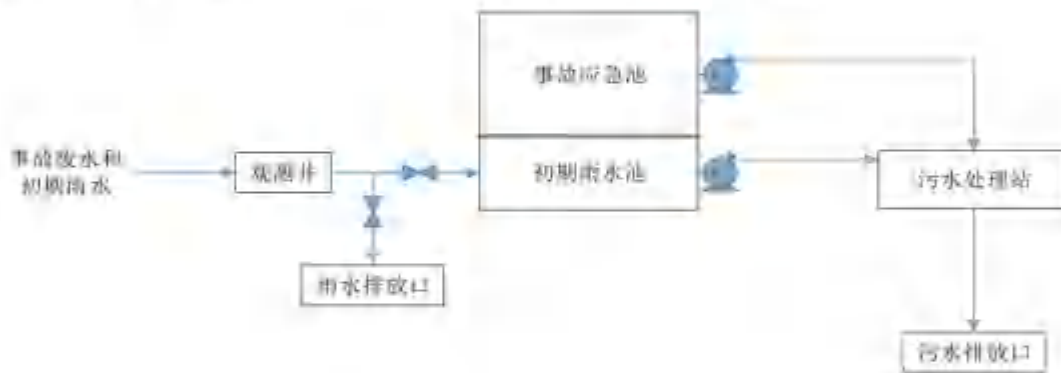 事故应急池
事故废水和
初期雨水
观测井
初期雨水池
污水处理站
雨水排放口
污水排放口